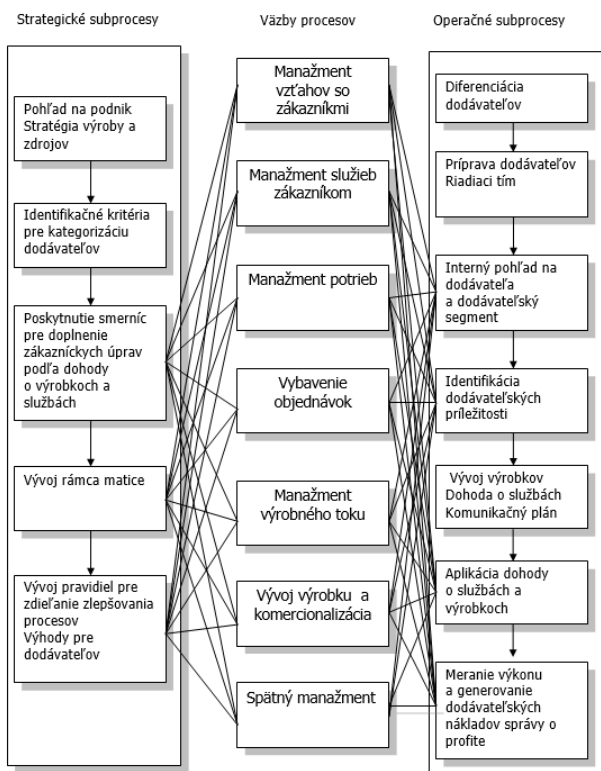 Strategické subprocesy
Väzby procesov
Operačné subprocesy
Pohľad na podnik
Stratégia výroby a
zdrojov
Identifikačné kritéria
pre kategorizáciu
dodávateľov
Poskytnutie smerníc
pre doplnenie
zákazníckych úprav
podľa dohody
o výrobkoch a
službách
Vývoj rámca matice
Vývoj pravidiel pre
zdieľanie zlepšovania
procesov
Výhody pre
dodávateľov
Manažment
vzťahov so
zákazníkmi
Manažment služieb
zákazníkom
Manažment potrieb
Vybavenie
objednávok
Manažment
výrobného toku
Vývoj výrobku a
komercionalizácia
Spätný manažment
Diferenciácia
dodávateľov
Príprava dodávateľov
Riadiaci tím
Interný pohľad na
dodávateľa
a dodávateľský
segment
Identifikácia
dodávateľských
príležitosti
Vývoj výrobkov
Dohoda o službách
Komunikačný plán
Aplikácia dohody
o službách a
výrobkoch
Meranie výkonu
a generovanie
dodávateľských
nákladov správy o
profite